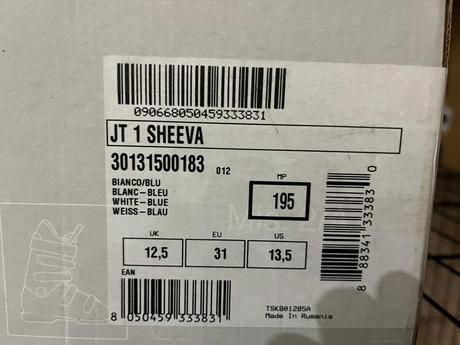 090668050459333831
JT 1 SHEEVA
30131500183 012
BIANCO/BLU
BLANC-BLEU
WHITE-BLUE
WEISS-BLAU
MP
195
UK EU US
12,5 31 13,5
EAN
8 050459 333831
8 88341 33383 0
TSKB01205A
Made In Rumania